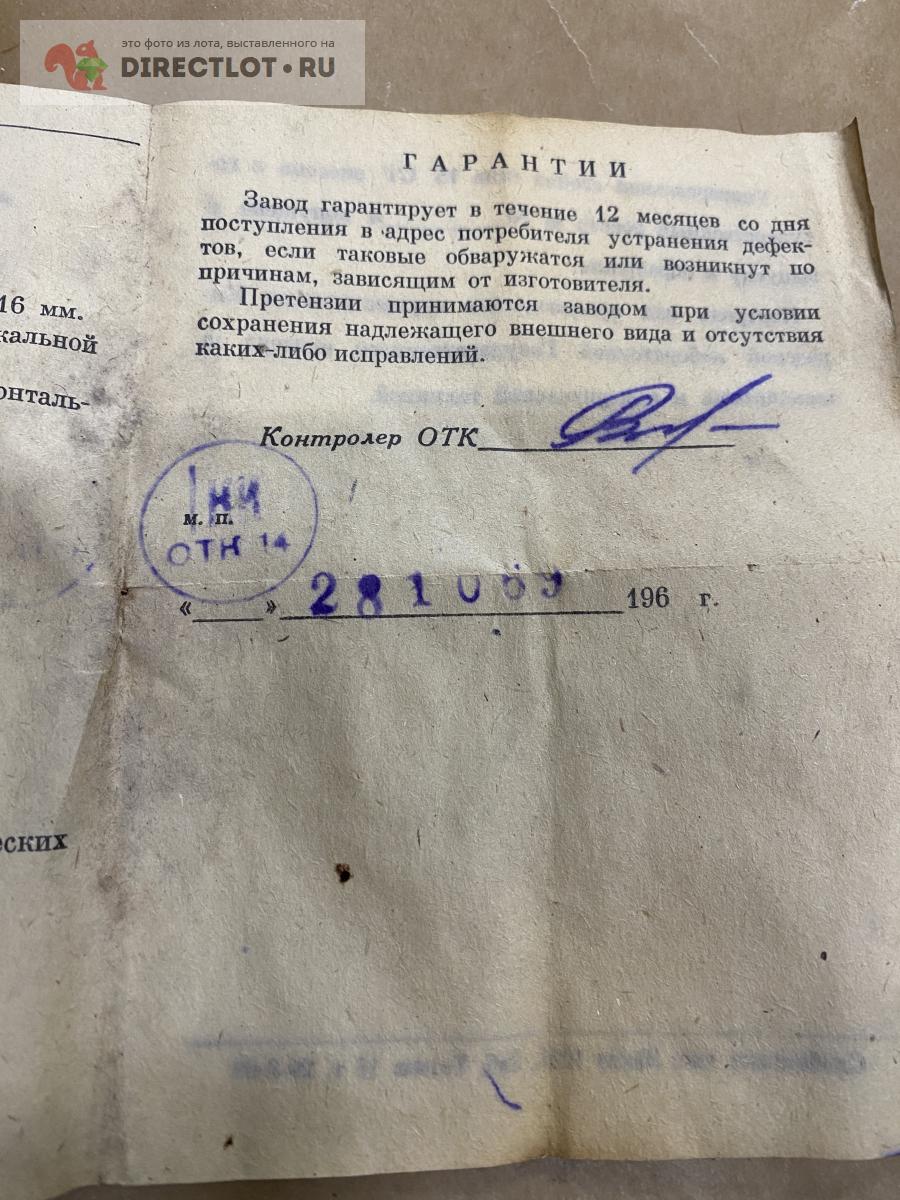 это фото из лота, выставленного на
DIRECTLOT•RU
16 мм.
кальной
онталь-
еских
ГАРАНТИИ
Завод гарантирует в течение 12 месяцев со дня
поступления в адрес потребителя устранения дефек-
тов, если таковые обваружатся или возникнут по
причинам, зависящим от изготовителя.
Претензии принимаются заводом при условии
сохранения надлежащего внешнего вида и отсутствия
каких-либо исправлений.
Контролер ОТК
м. п.
ОТК 14
«____» 281069 196 г.